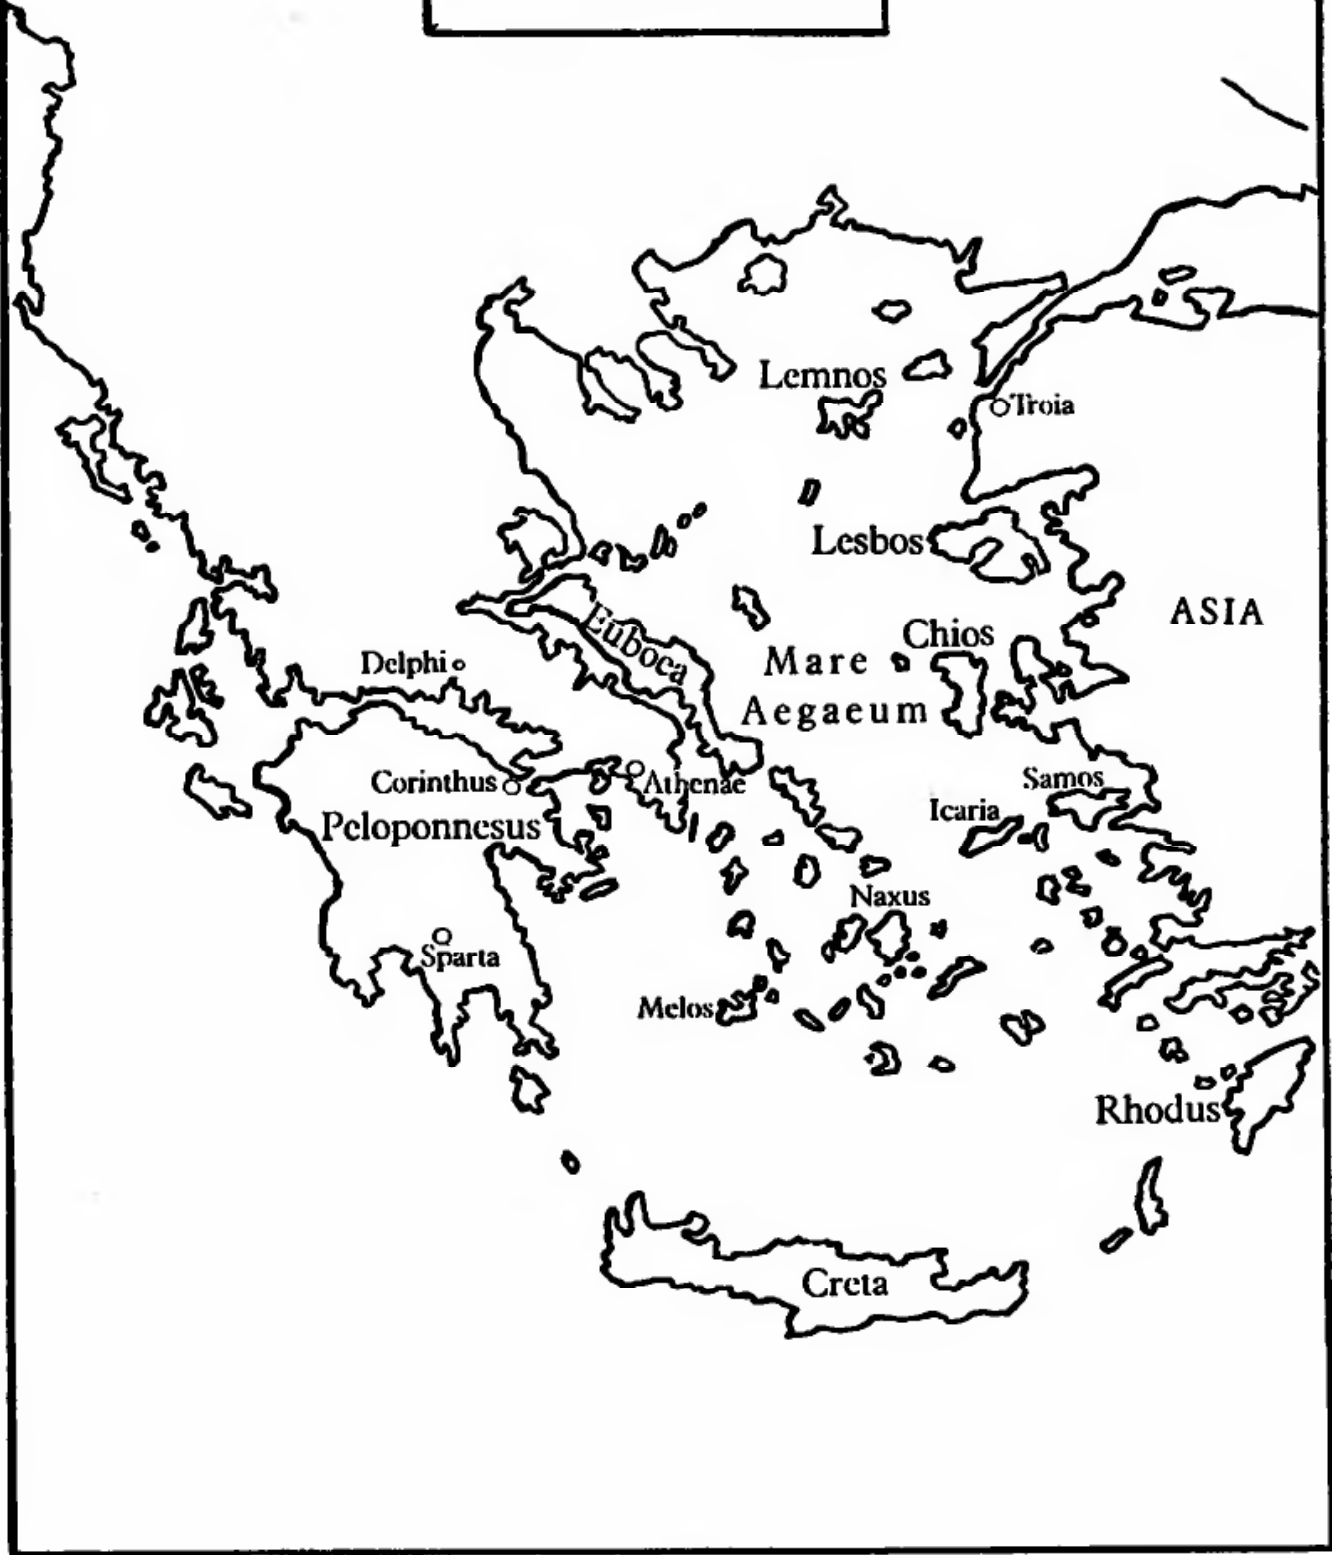 Lemnos
Troia
Lesbos
ASIA
Euboea
Chios
Delphi
Mare
Aegaeum
Corinthus
Athenae
Samos
Icaria
Peloponnesus
Naxus
Sparta
Melos
Rhodus
Creta